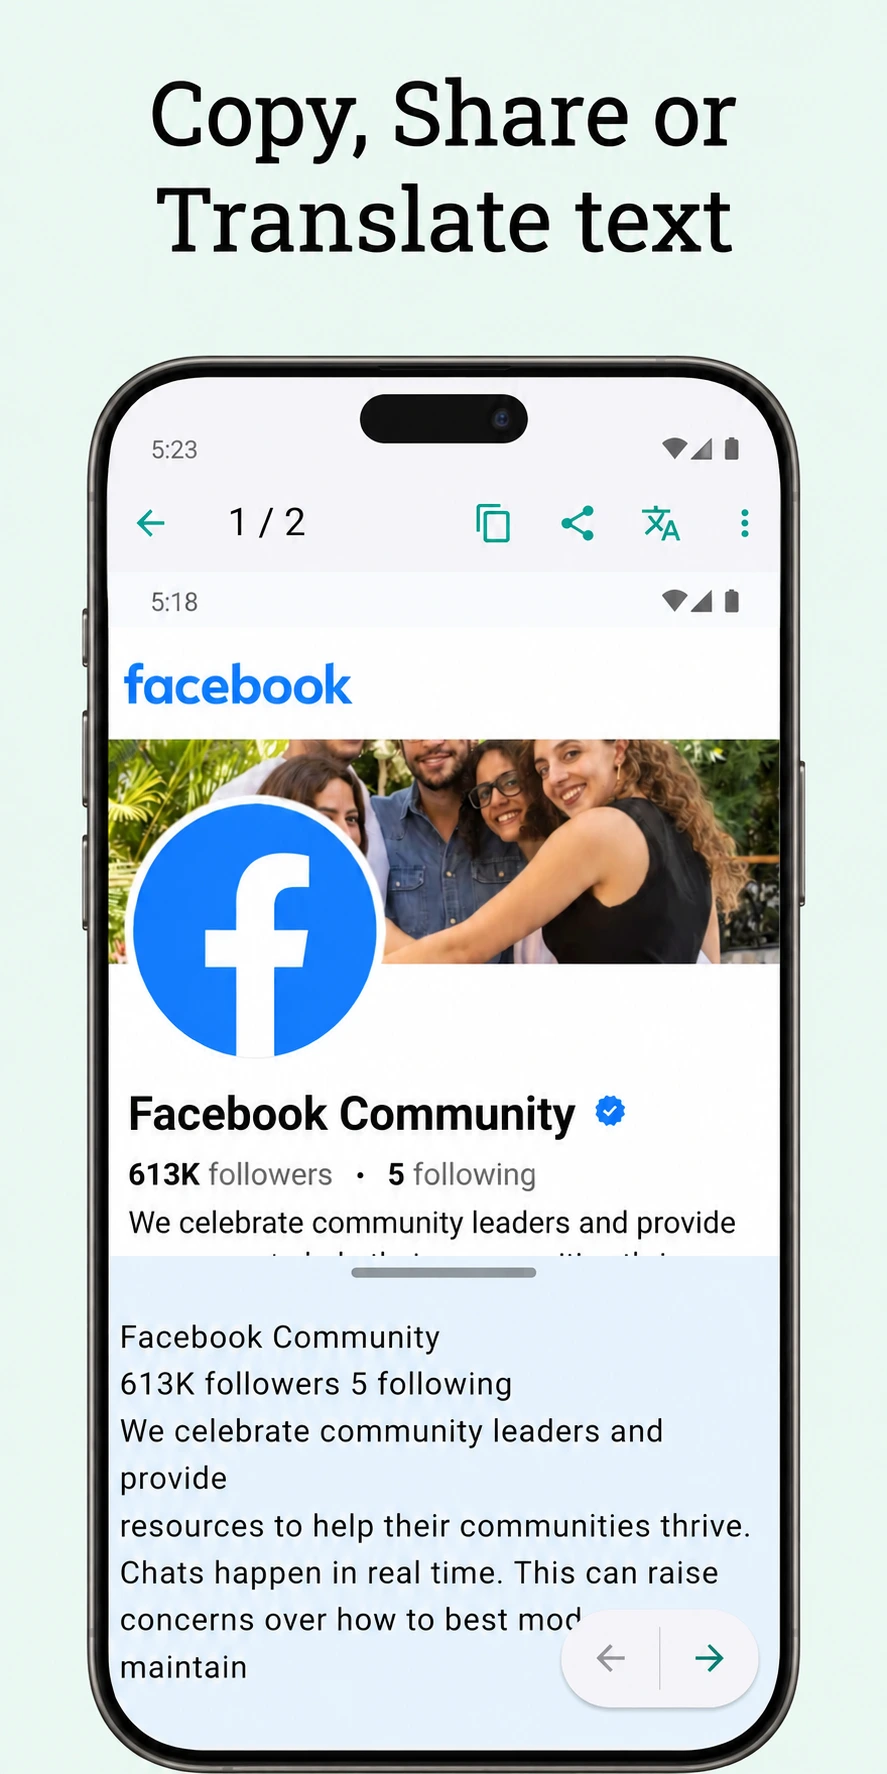 Copy, Share or
Translate text
5:23
1 / 2
5:18
facebook
Facebook Community
613K followers • 5 following
We celebrate community leaders and provide
Facebook Community
613K followers 5 following
We celebrate community leaders and
provide
resources to help their communities thrive.
Chats happen in real time. This can raise
concerns over how to best mod
maintain